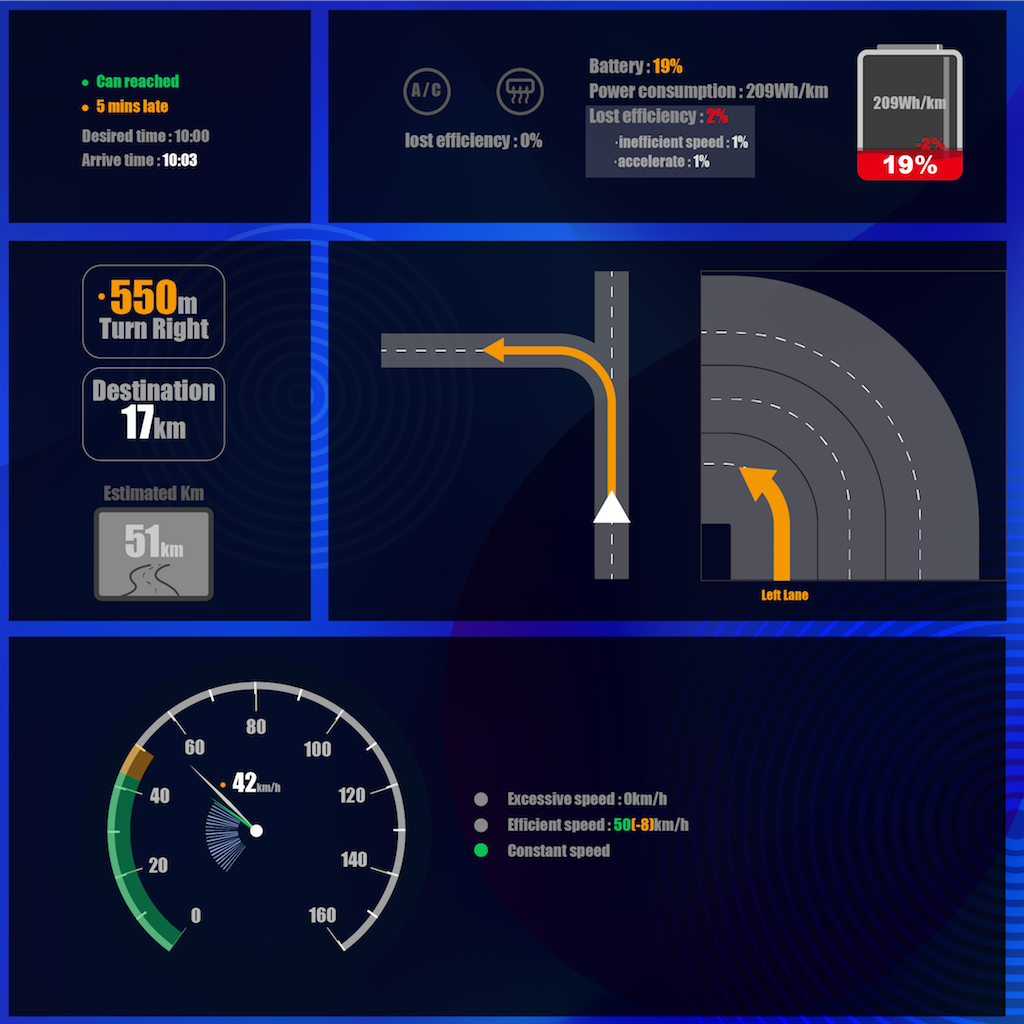 Can reached
5 mins late
Desired time : 10:00
Arrive time : 10:03
A/C
lost efficiency : 0%
Battery : 19%
Power consumption : 209Wh/km
Lost efficiency : 2%
·inefficient speed : 1%
·accelerate : 1%
209Wh/km
-2%
19%
·550m
Turn Right
Destination
17km
Estimated Km
51km
Left Lane
0
20
40
60
80
100
120
140
160
42km/h
Excessive speed : 0km/h
Efficient speed : 50(-8)km/h
Constant speed